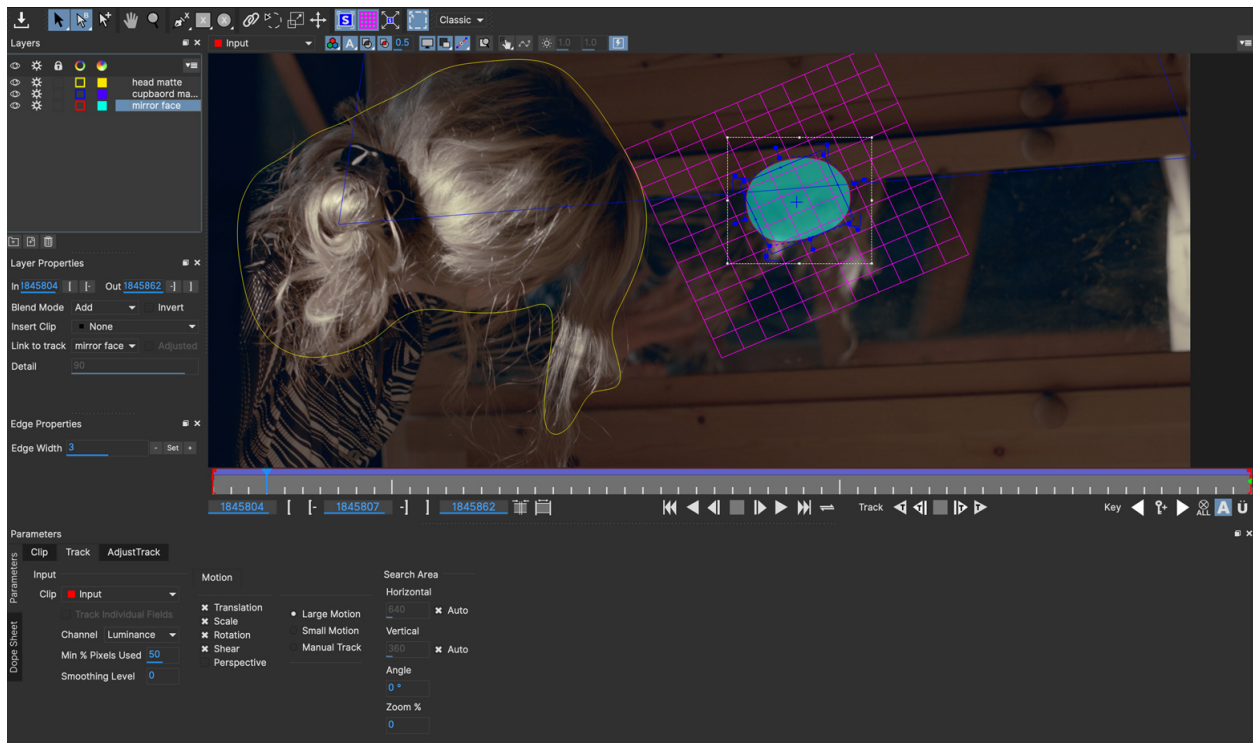 Classic
Layers
Input
0.5
1.0
1.0
head matte
cupbaord ma...
mirror face
Layer Properties
In 1845804 [ [- Out 1845862 -] ]
Blend Mode Add Invert
Insert Clip None
Link to track mirror face Adjusted
Detail 90
Edge Properties
Edge Width 3 - Set +
1845804 [ [- 1845807 -] ] 1845862
Track
Key
ALL
A
Ü
Parameters
Parameters
Dope Sheet
Clip Track AdjustTrack
Input
Clip Input
Track Individual Fields
Channel Luminance
Min % Pixels Used 50
Smoothing Level 0
Motion
Translation
Scale
Rotation
Shear
Perspective
Large Motion
Small Motion
Manual Track
Search Area
Horizontal
640 Auto
Vertical
360 Auto
Angle
0 °
Zoom %
0